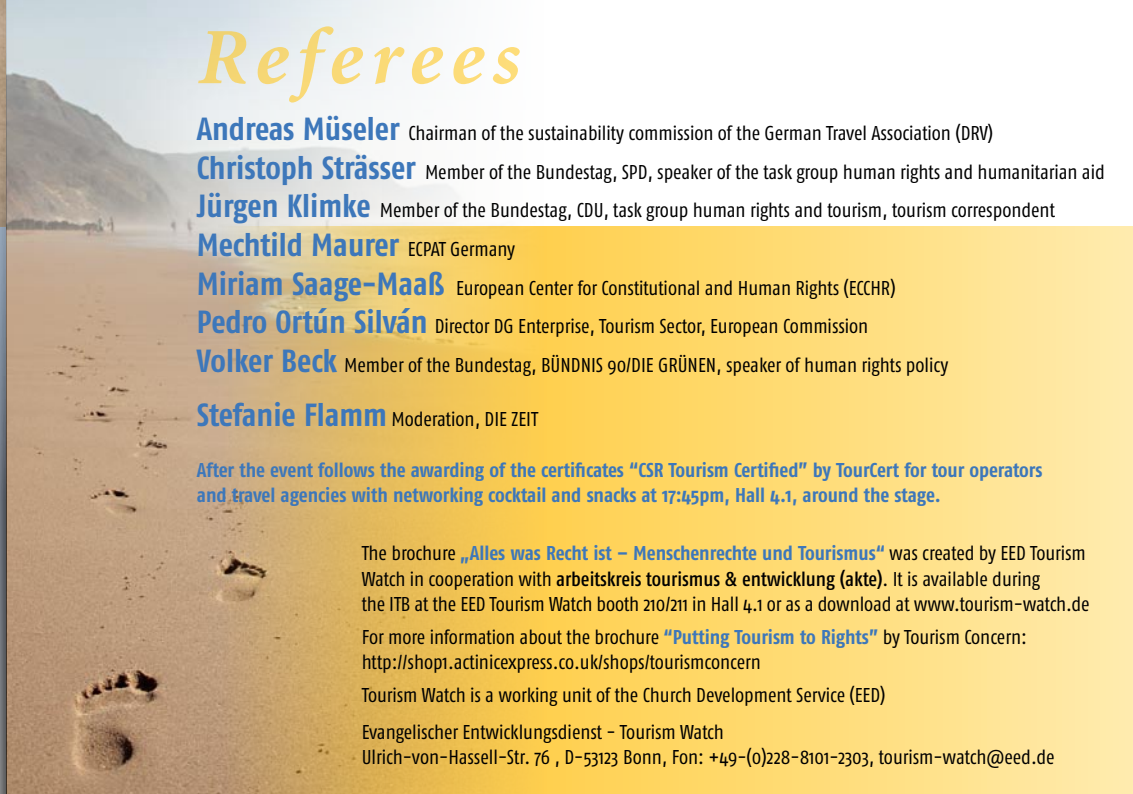 Referees
Andreas Müseler Chairman of the sustainability commission of the German Travel Association (DRV)
Christoph Strässer Member of the Bundestag, SPD, speaker of the task group human rights and humanitarian aid
Jürgen Klimke Member of the Bundestag, CDU, task group human rights and tourism, tourism correspondent
Mechtild Maurer ECPAT Germany
Miriam Saage-Maaß European Center for Constitutional and Human Rights (ECCHR)
Pedro Ortún Silván Director DG Enterprise, Tourism Sector, European Commission
Volker Beck Member of the Bundestag, BÜNDNIS 90/DIE GRÜNEN, speaker of human rights policy
Stefanie Flamm Moderation, DIE ZEIT
After the event follows the awarding of the certificates “CSR Tourism Certified” by TourCert for tour operators
and travel agencies with networking cocktail and snacks at 17:45pm, Hall 4.1, around the stage.
The brochure „Alles was Recht ist – Menschenrechte und Tourismus“ was created by EED Tourism
Watch in cooperation with arbeitskreis tourismus & entwicklung (akte). It is available during
the ITB at the EED Tourism Watch booth 210/211 in Hall 4.1 or as a download at www.tourism-watch.de
For more information about the brochure “Putting Tourism to Rights” by Tourism Concern:
http://shop1.actinicexpress.co.uk/shops/tourismconcern
Tourism Watch is a working unit of the Church Development Service (EED)
Evangelischer Entwicklungsdienst - Tourism Watch
Ulrich-von-Hassell-Str. 76 , D-53123 Bonn, Fon: +49-(0)228-8101-2303, tourism-watch@eed.de